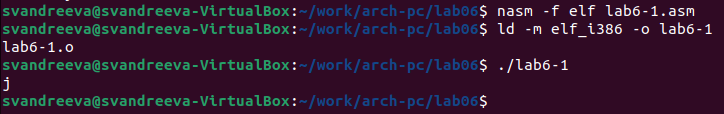 svandreeva@svandreeva-VirtualBox:~/work/arch-pc/lab06$ nasm -f elf lab6-1.asm
svandreeva@svandreeva-VirtualBox:~/work/arch-pc/lab06$ ld -m elf_i386 -o lab6-1
lab6-1.o
svandreeva@svandreeva-VirtualBox:~/work/arch-pc/lab06$ ./lab6-1
j
svandreeva@svandreeva-VirtualBox:~/work/arch-pc/lab06$